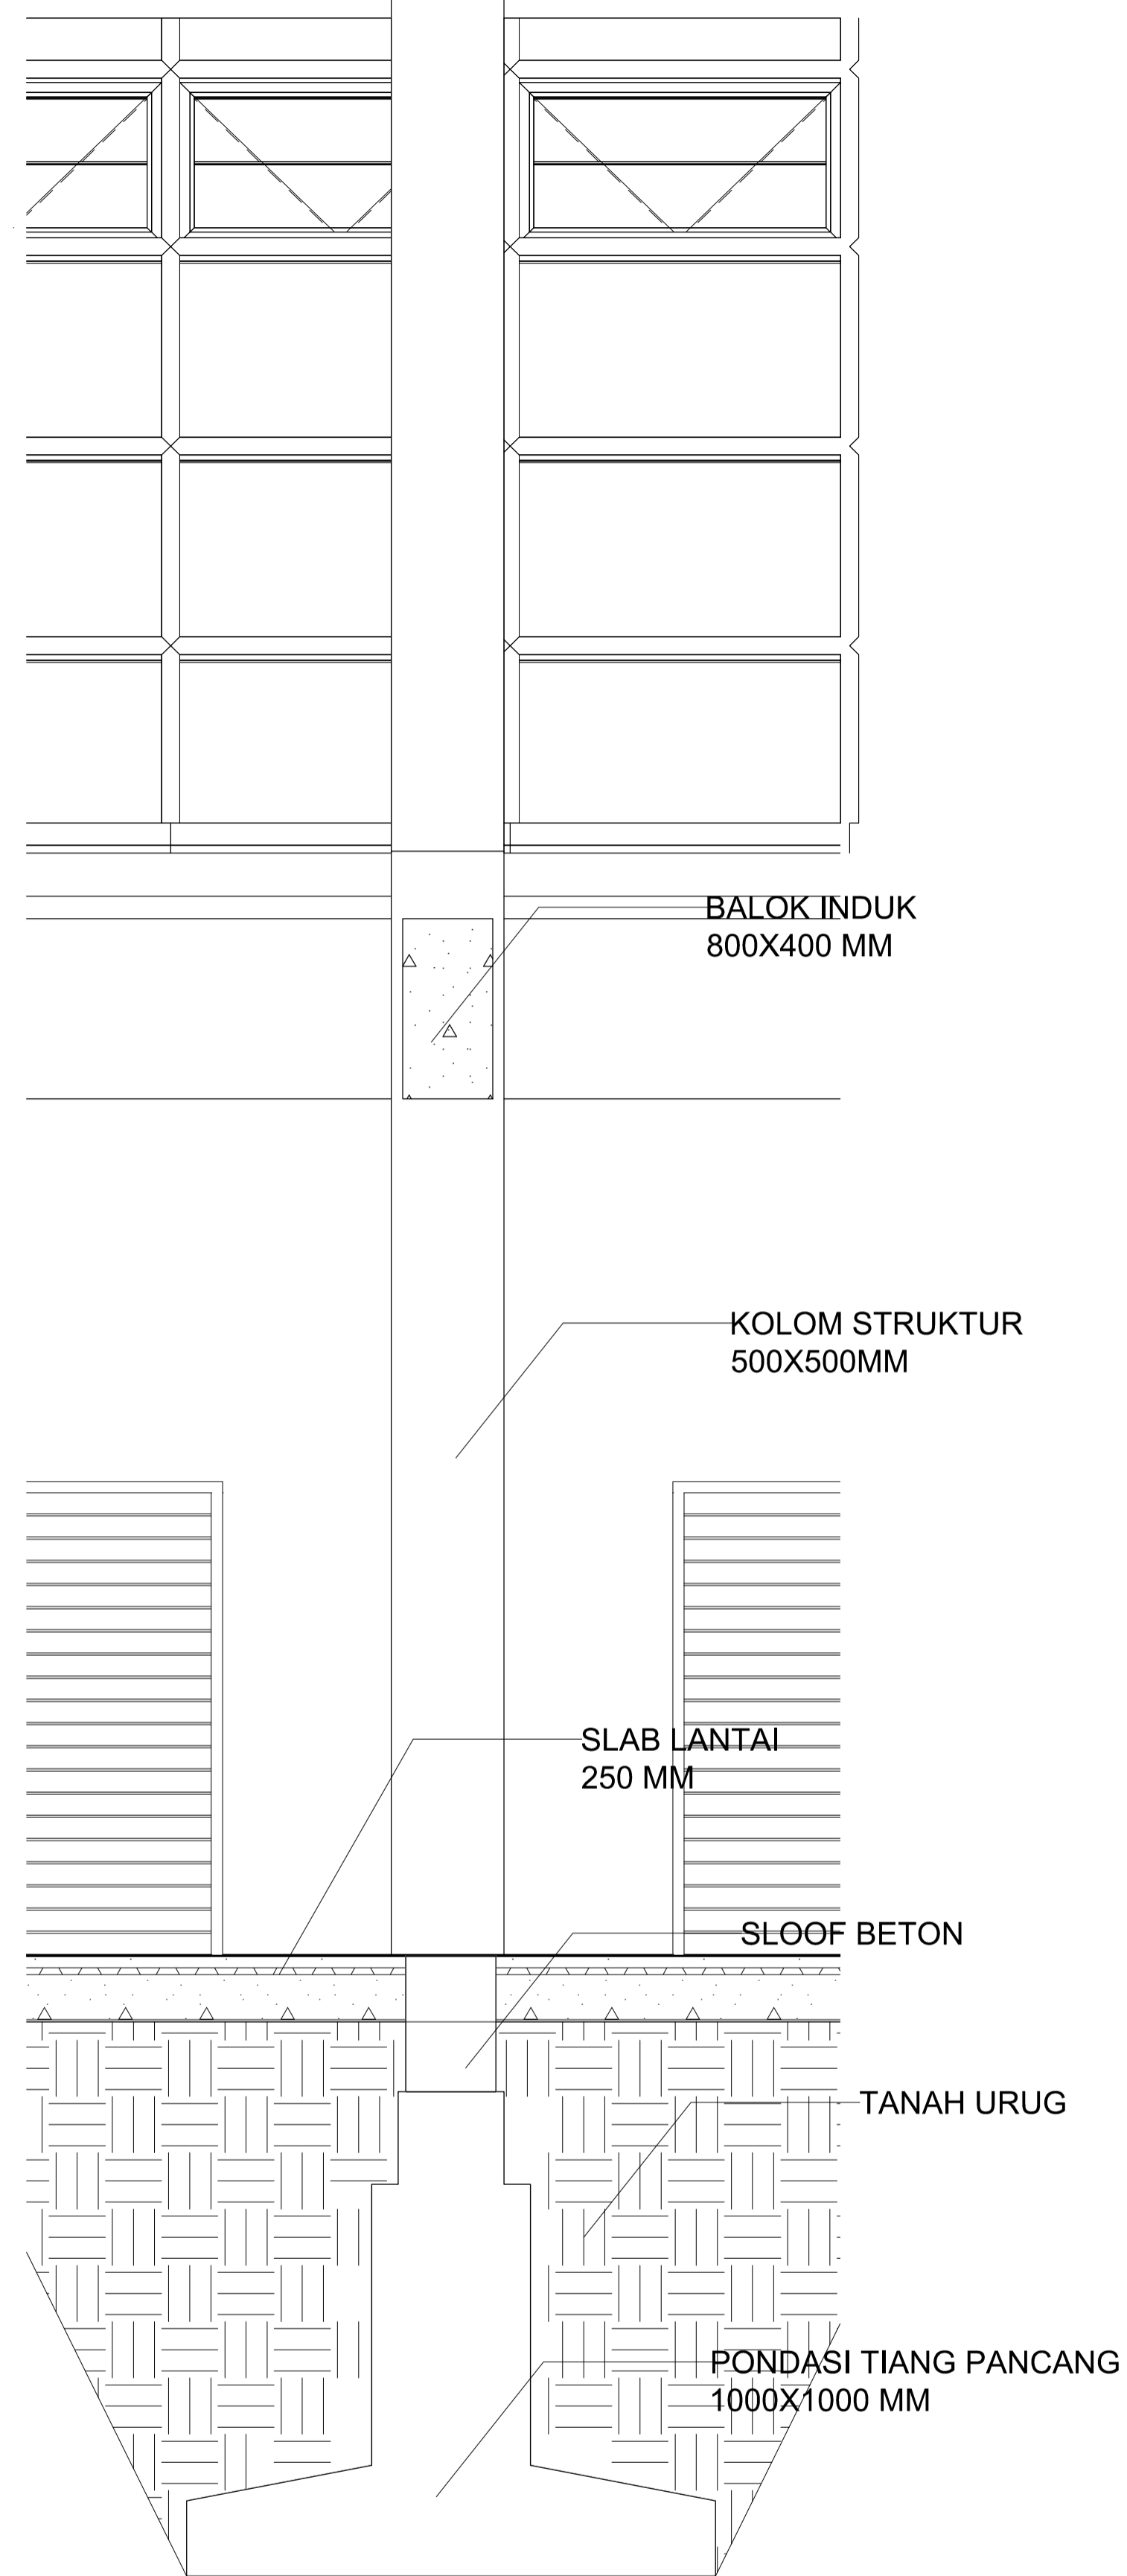 BALOK INDUK
800X400 MM
KOLOM STRUKTUR
500X500MM
SLAB LANTAI
250 MM
SLOOF BETON
TANAH URUG
PONDASI TIANG PANCANG
1000X1000 MM